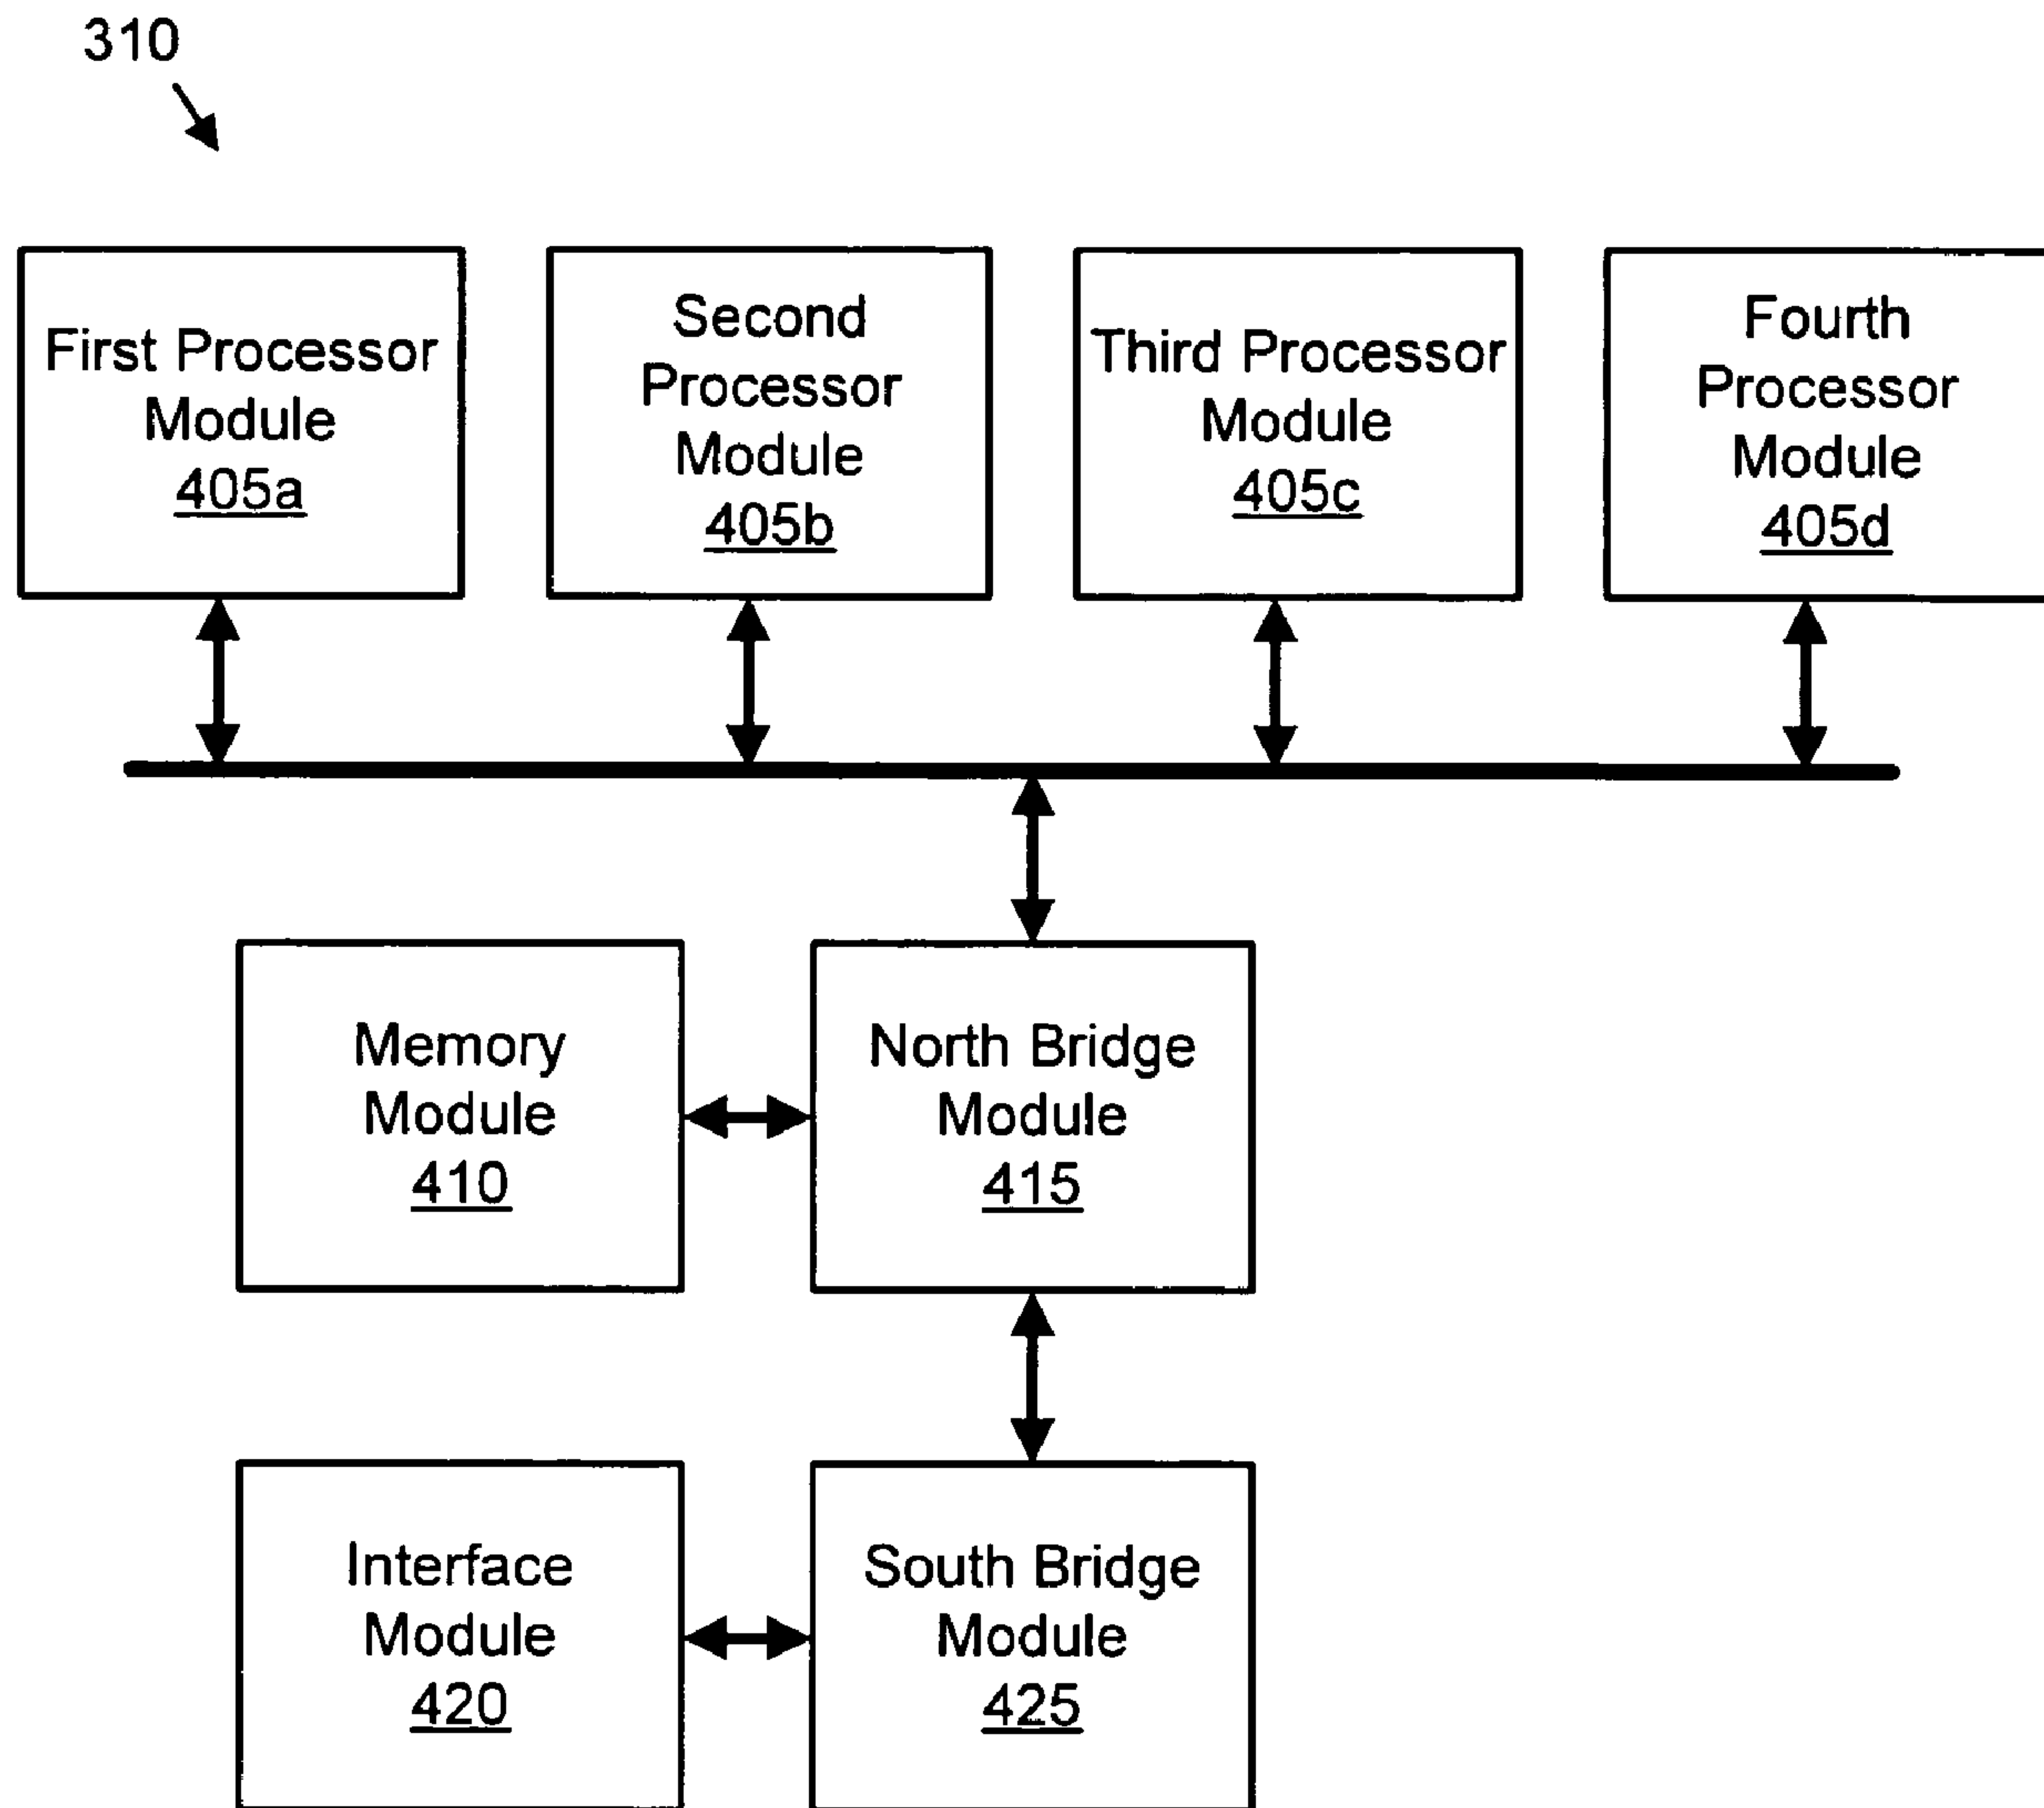 310
First Processor
Module
405a
Second
Processor
Module
405b
Third Processor
Module
405c
Fourth
Processor
Module
405d
Memory
Module
410
North Bridge
Module
415
Interface
Module
420
South Bridge
Module
425